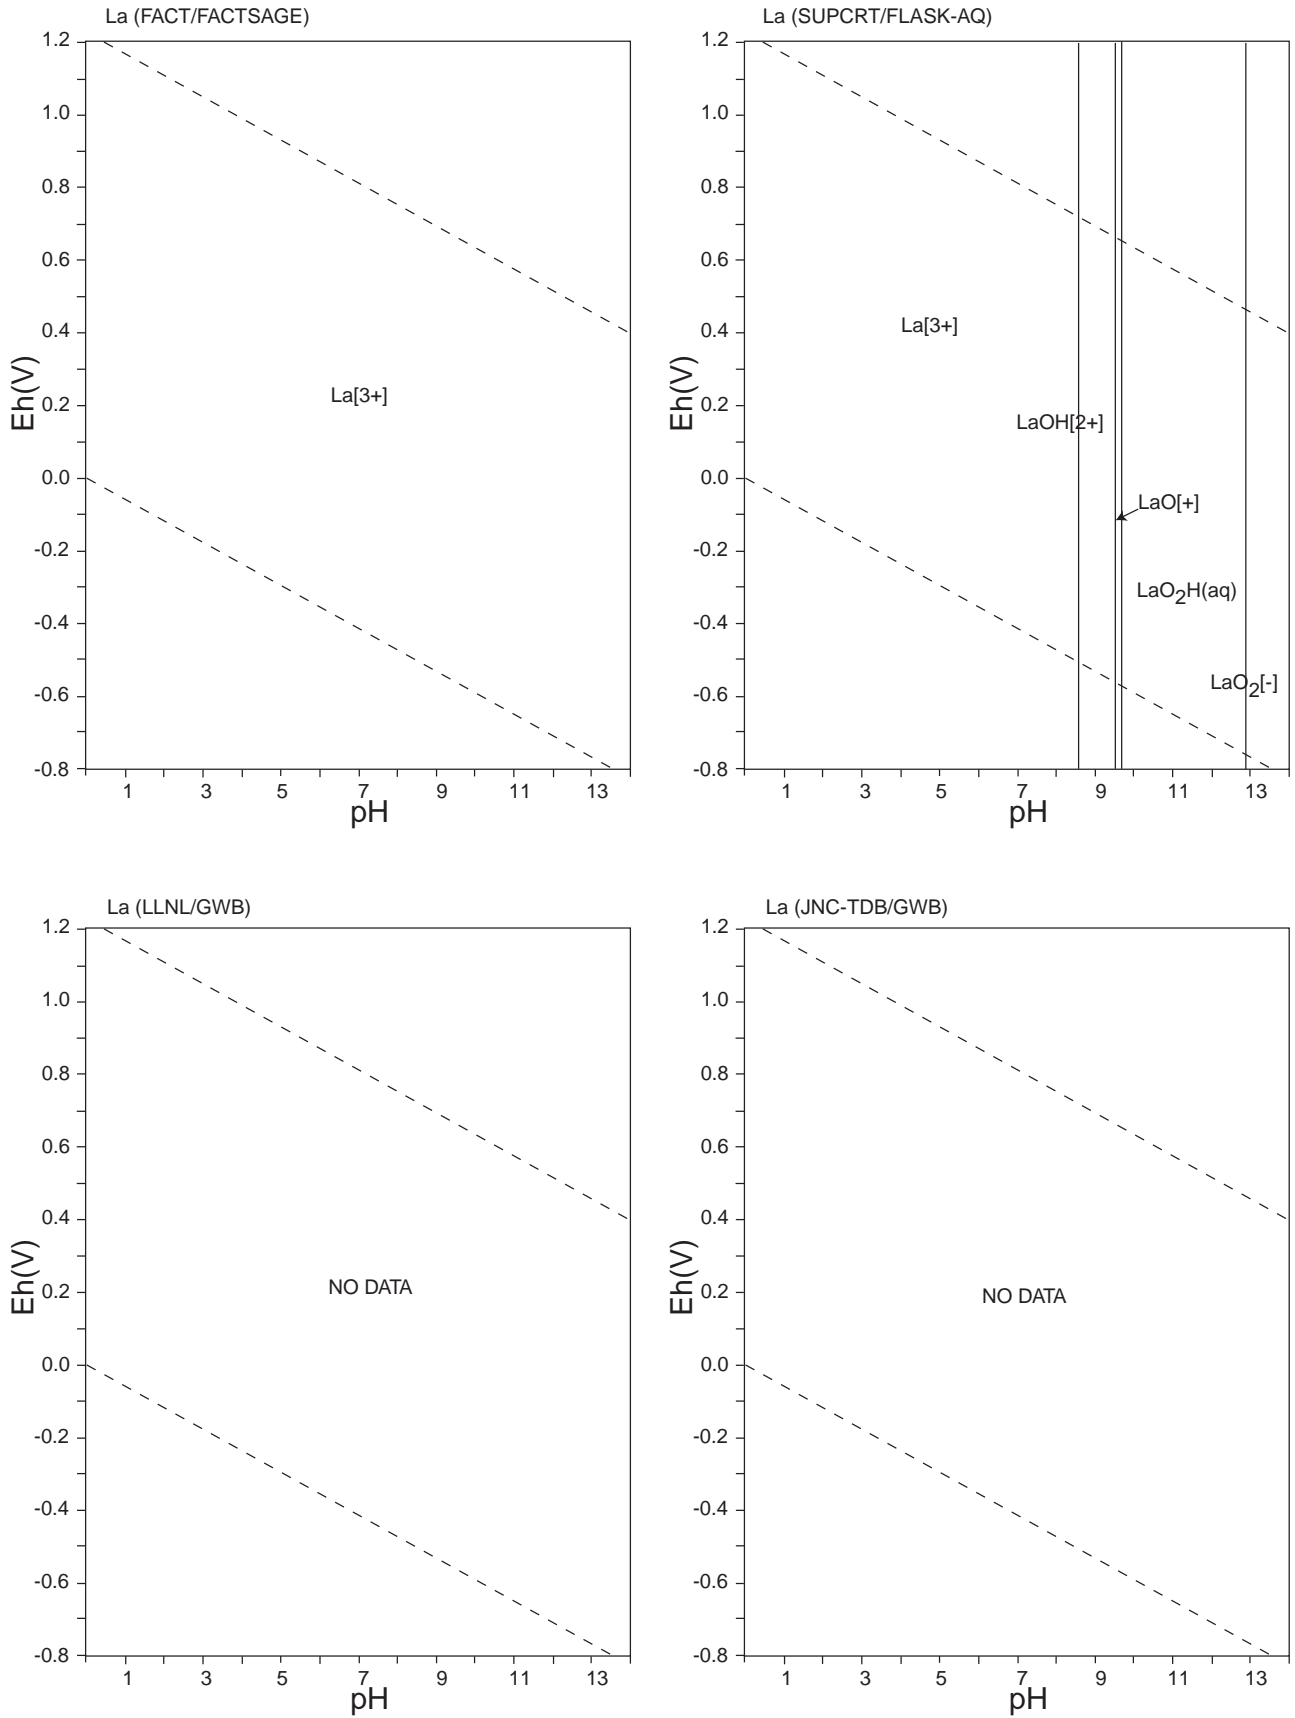 La (FACT/FACTSAGE)
1.2
1.0
0.8
0.6
0.4
0.2
0.0
-0.2
-0.4
-0.6
-0.8
Eh(V)
La[3+]
1 3 5 7 9 11 13
pH
La (SUPCRT/FLASK-AQ)
1.2
1.0
0.8
0.6
0.4
0.2
0.0
-0.2
-0.4
-0.6
-0.8
Eh(V)
La[3+]
LaOH[2+]
LaO[+]
LaO2H(aq)
LaO2[-]
1 3 5 7 9 11 13
pH
La (LLNL/GWB)
1.2
1.0
0.8
0.6
0.4
0.2
0.0
-0.2
-0.4
-0.6
-0.8
Eh(V)
NO DATA
1 3 5 7 9 11 13
pH
La (JNC-TDB/GWB)
1.2
1.0
0.8
0.6
0.4
0.2
0.0
-0.2
-0.4
-0.6
-0.8
Eh(V)
NO DATA
1 3 5 7 9 11 13
pH